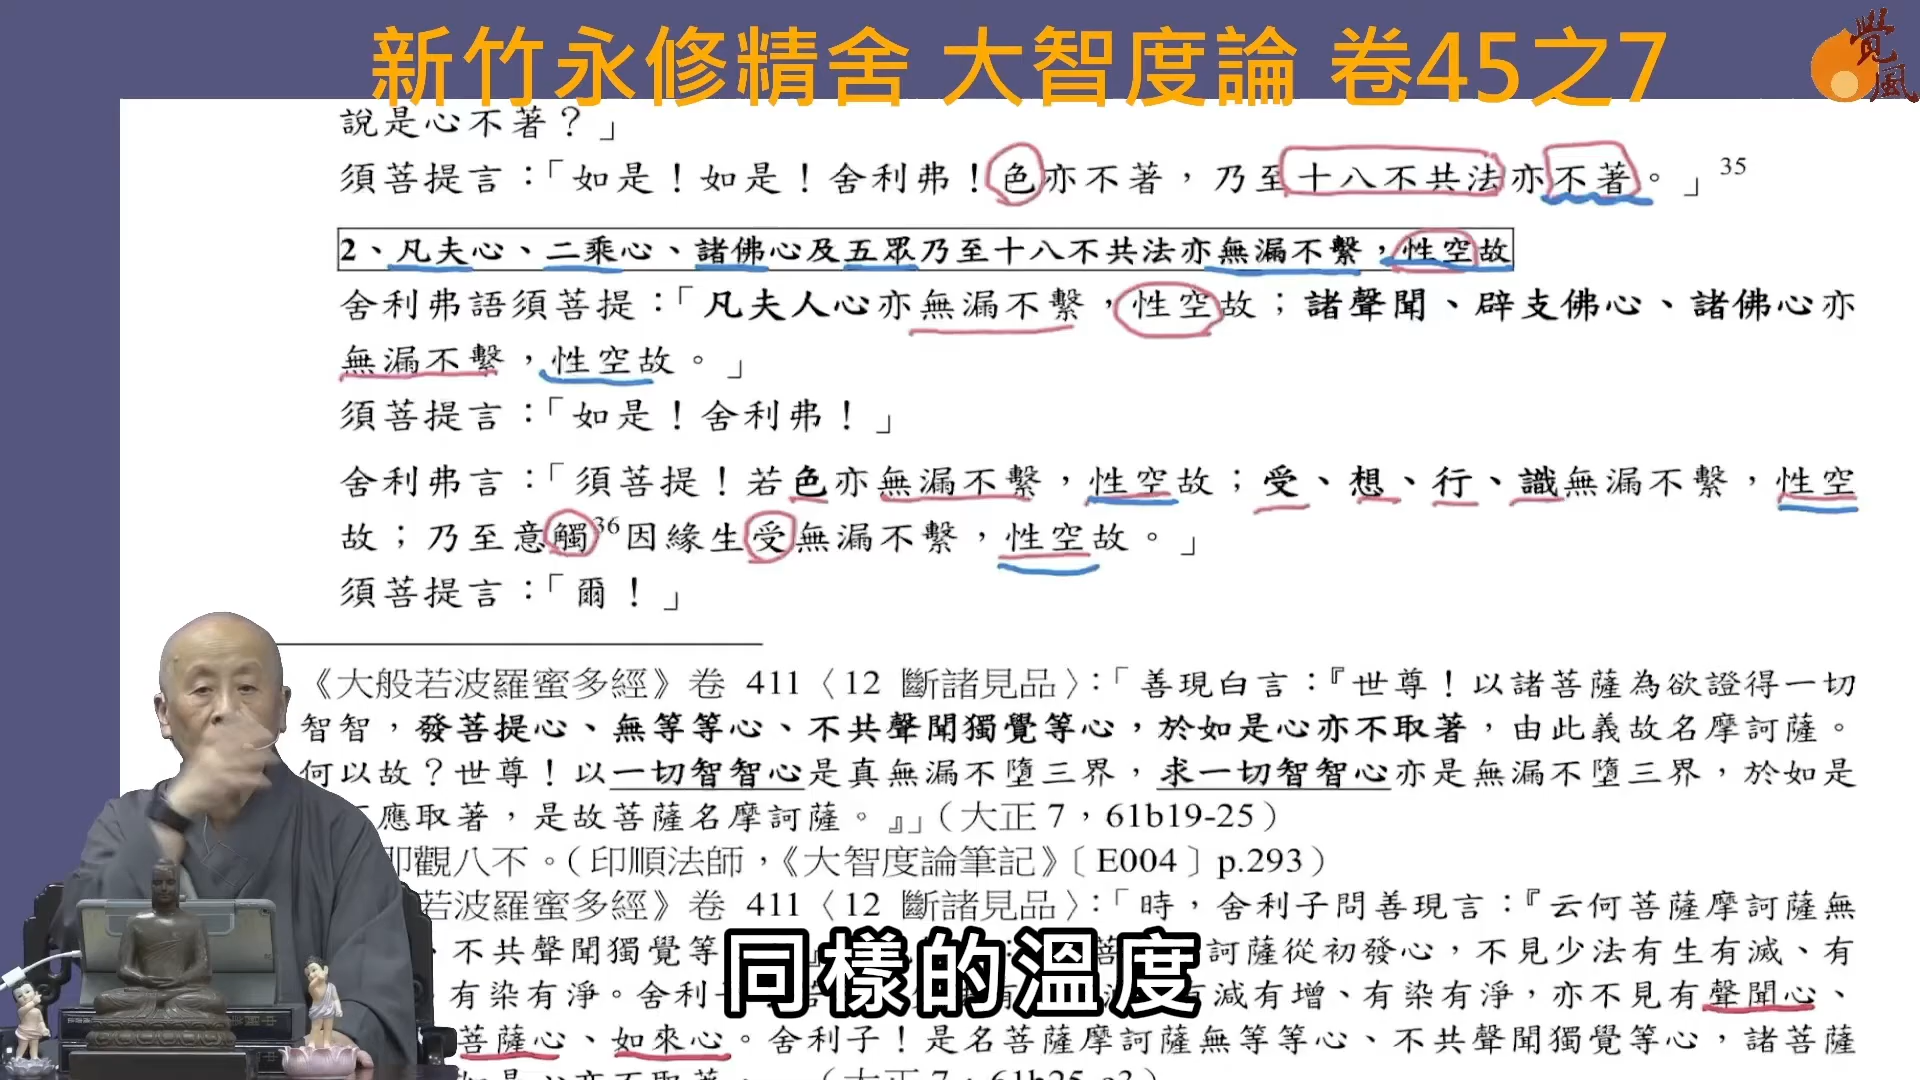 新竹永修精舍 大智度論 卷45之7
覺風
說是心不著？」
須菩提言：「如是！如是！舍利弗！色亦不著，乃至十八不共法亦不著。」35
2、凡夫心、二乘心、諸佛心及五眾乃至十八不共法亦無漏不繫，性空故
舍利弗語須菩提：「凡夫人心亦無漏不繫，性空故；諸聲聞、辟支佛心、諸佛心亦
無漏不繫，性空故。」
須菩提言：「如是！舍利弗！」
舍利弗言：「須菩提！若色亦無漏不繫，性空故；受、想、行、識無漏不繫，性空
故；乃至意觸36因緣生受無漏不繫，性空故。」
須菩提言：「爾！」
《大般若波羅蜜多經》卷 411〈12 斷諸見品〉：「善現白言：『世尊！以諸菩薩為欲證得一切
智智，發菩提心、無等等心、不共聲聞獨覺等心，於如是心亦不取著，由此義故名摩訶薩。
何以故？世尊！以一切智智心是真無漏不墮三界，求一切智智心亦是無漏不墮三界，於如是
應取著，是故菩薩名摩訶薩。』」（大正 7，61b19-25）
即觀八不。（印順法師，《大智度論筆記》〔E004〕p.293）
若波羅蜜多經》卷 411〈12 斷諸見品〉：「時，舍利子問善現言：『云何菩薩摩訶薩無
、不共聲聞獨覺等 訶薩從初發心，不見少法有生有滅、有
有染有淨。舍利 有減有增、有染有淨，亦不見有聲聞心、
菩薩心、如來心。舍利子！是名菩薩摩訶薩無等等心、不共聲聞獨覺等心，諸菩薩
同樣的溫度